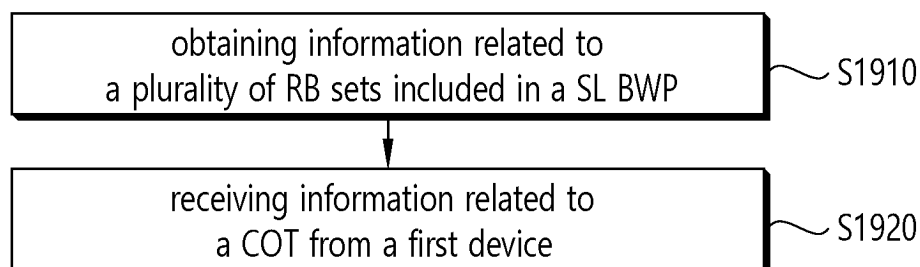 obtaining information related to
a plurality of RB sets included in a SL BWP
S1910
receiving information related to
a COT from a first device
S1920